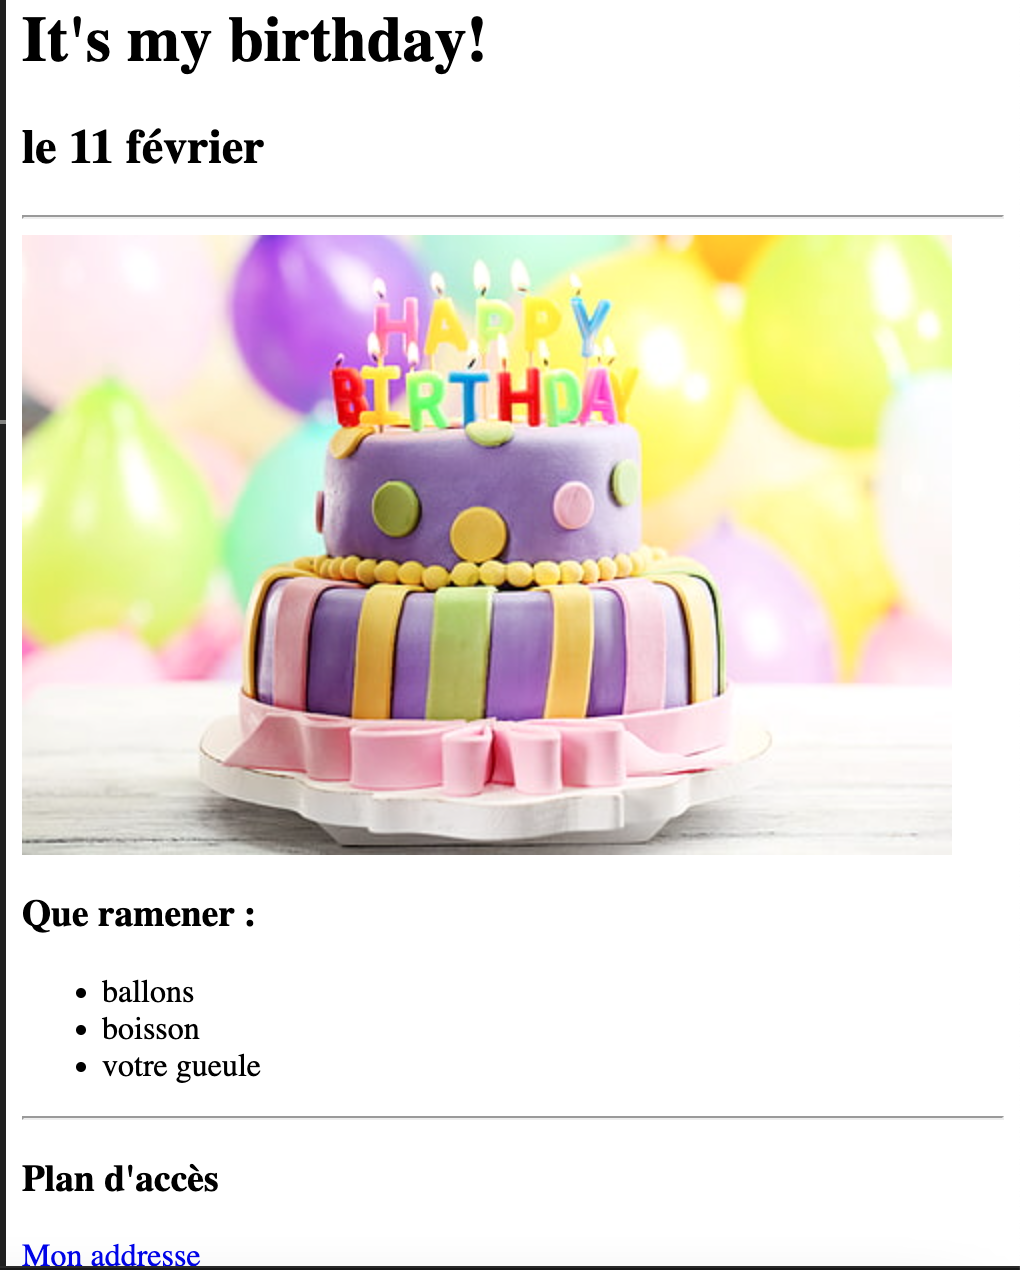 It's my birthday!
le 11 février
HAPPY
BIRTHDAY
Que ramener :
ballons
boisson
votre gueule
Plan d'accès
Mon addresse